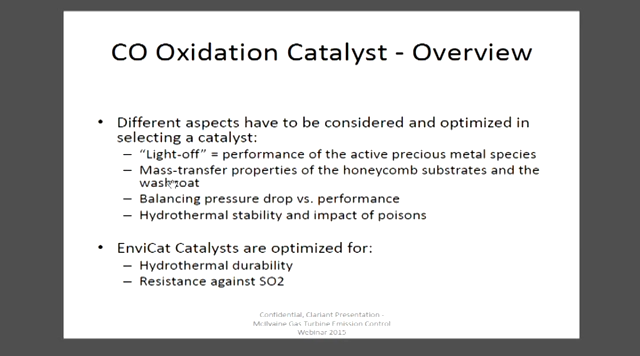 CO Oxidation Catalyst - Overview
• Different aspects have to be considered and optimized in
selecting a catalyst:
– “Light-off” = performance of the active precious metal species
– Mass-transfer properties of the honeycomb substrates and the
washcoat
– Balancing pressure drop vs. performance
– Hydrothermal stability and impact of poisons
• EnviCat Catalysts are optimized for:
– Hydrothermal durability
– Resistance against SO2
Confidential, Clariant Presentation -
McIlvaine Gas Turbine Emission Control
Webinar 2015